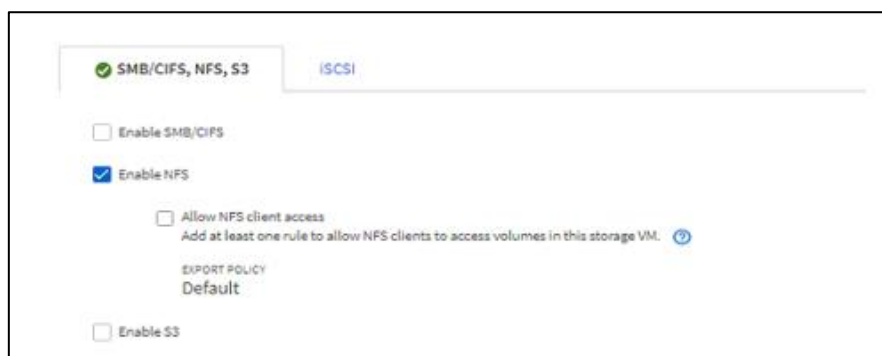 SMB/CIFS, NFS, S3 iSCSI
Enable SMB/CIFS
Enable NFS
Allow NFS client access
Add at least one rule to allow NFS clients to access volumes in this storage VM. ?
EXPORT POLICY
Default
Enable S3